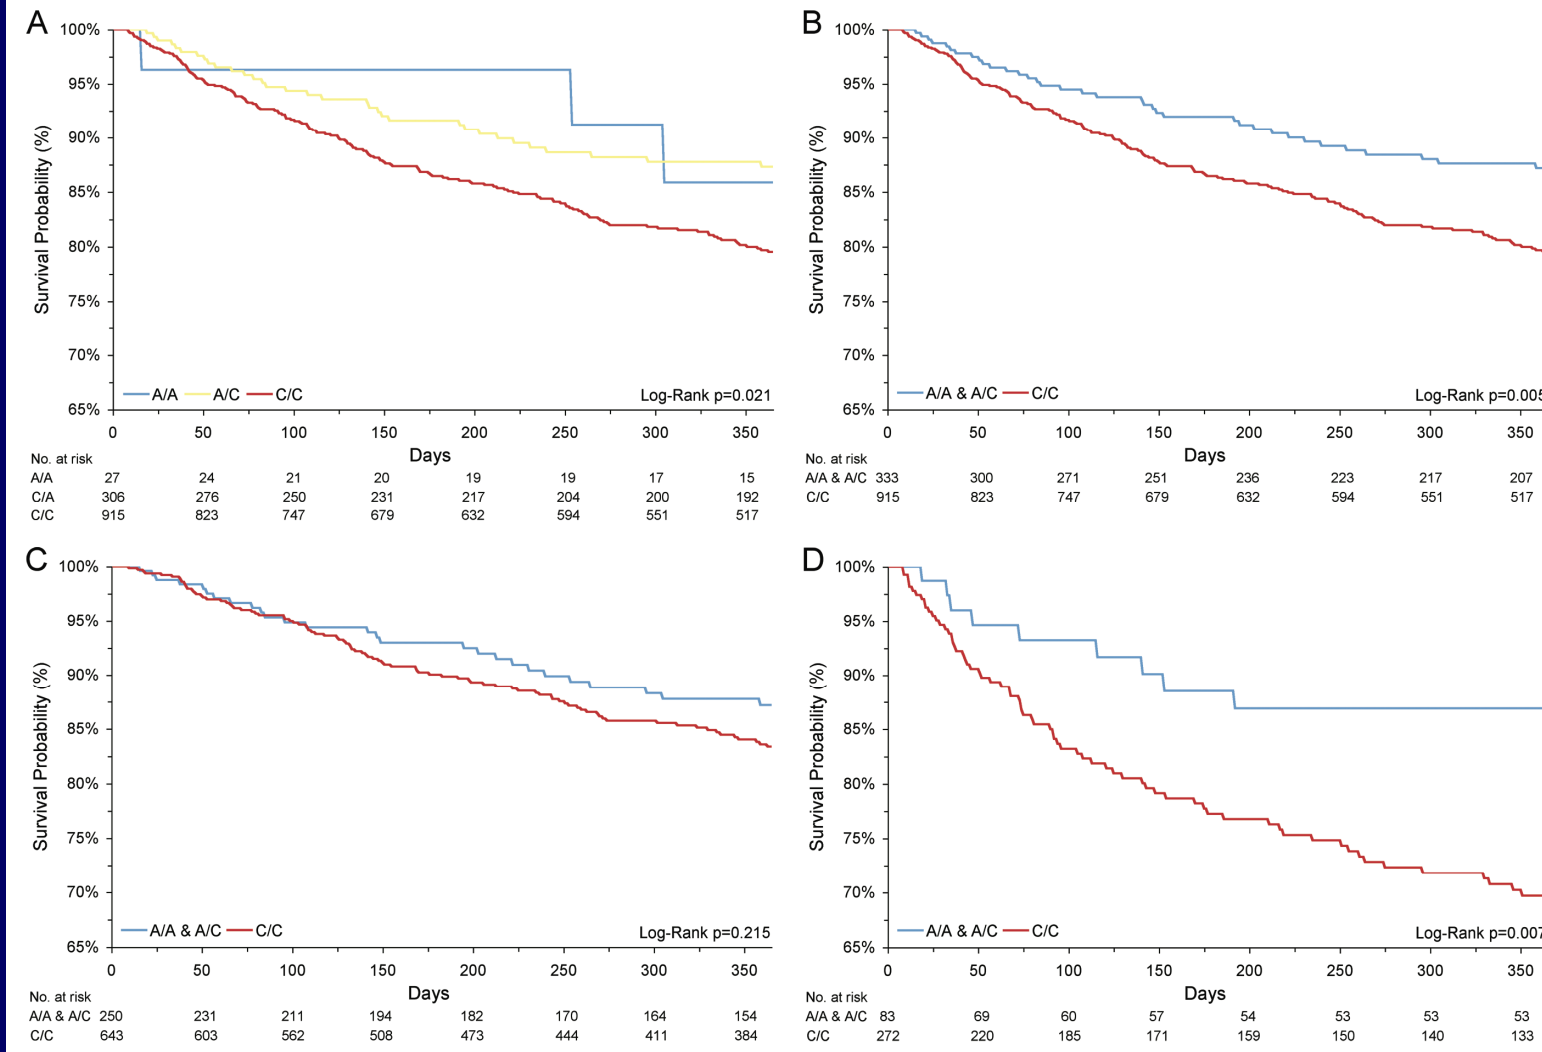 A
B
Survival Probability (%)
100%
95%
90%
85%
80%
75%
70%
65%
A/A A/C C/C
Log-Rank p=0.021
0 50 100 150 200 250 300 350
Days
No. at risk
A/A 27 24 21 20 19 19 17 15
C/A 306 276 250 231 217 204 200 192
C/C 915 823 747 679 632 594 551 517
Survival Probability (%)
100%
95%
90%
85%
80%
75%
70%
65%
A/A & A/C C/C
Log-Rank p=0.005
0 50 100 150 200 250 300 350
Days
No. at risk
A/A & A/C 333 300 271 251 236 223 217 207
C/C 915 823 747 679 632 594 551 517
C
D
Survival Probability (%)
100%
95%
90%
85%
80%
75%
70%
65%
A/A & A/C C/C
Log-Rank p=0.215
0 50 100 150 200 250 300 350
Days
No. at risk
A/A & A/C 250 231 211 194 182 170 164 154
C/C 643 603 562 508 473 444 411 384
Survival Probability (%)
100%
95%
90%
85%
80%
75%
70%
65%
A/A & A/C C/C
Log-Rank p=0.007
0 50 100 150 200 250 300 350
Days
No. at risk
A/A & A/C 83 69 60 57 54 53 53 53
C/C 272 220 185 171 159 150 140 133